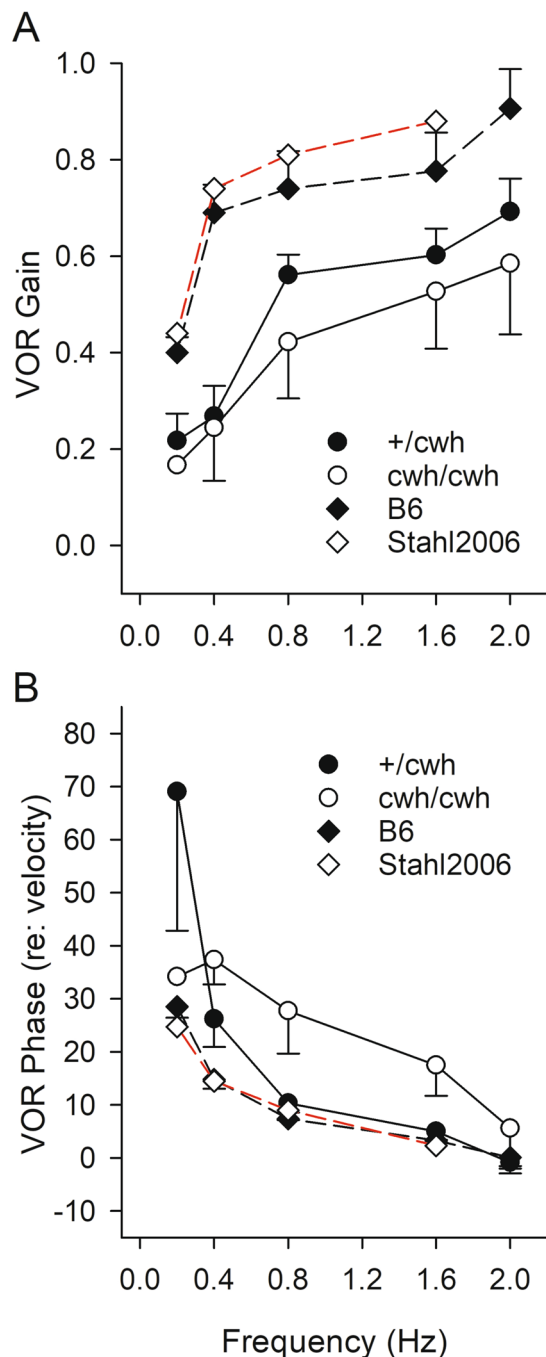 A
1.0
0.8
0.6
0.4
0.2
0.0
VOR Gain
+/cwh
cwh/cwh
B6
Stahl2006
0.0 0.4 0.8 1.2 1.6 2.0
B
80
70
60
50
40
30
20
10
0
-10
VOR Phase (re: velocity)
+/cwh
cwh/cwh
B6
Stahl2006
0.0 0.4 0.8 1.2 1.6 2.0
Frequency (Hz)